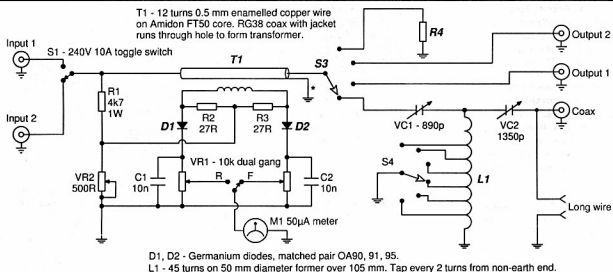 T1 - 12 turns 0.5 mm enamelled copper wire
on Amidon FT50 core. RG38 coax with jacket
runs through hole to form transformer.
R4
Output 2
Input 1
S1 - 240V 10A toggle switch
T1
S3
Output 1
*
R1
4k7
1W
Coax
R2
27R
R3
27R
D1
D2
VC1 - 890p
VC2
1350p
Input 2
VR1 - 10k dual gang
S4
L1
VR2
500R
C1
10n
R
F
C2
10n
Long wire
M1 50µA meter
D1, D2 - Germanium diodes, matched pair OA90, 91, 95.
L1 - 45 turns on 50 mm diameter former over 105 mm. Tap every 2 turns from non-earth end.